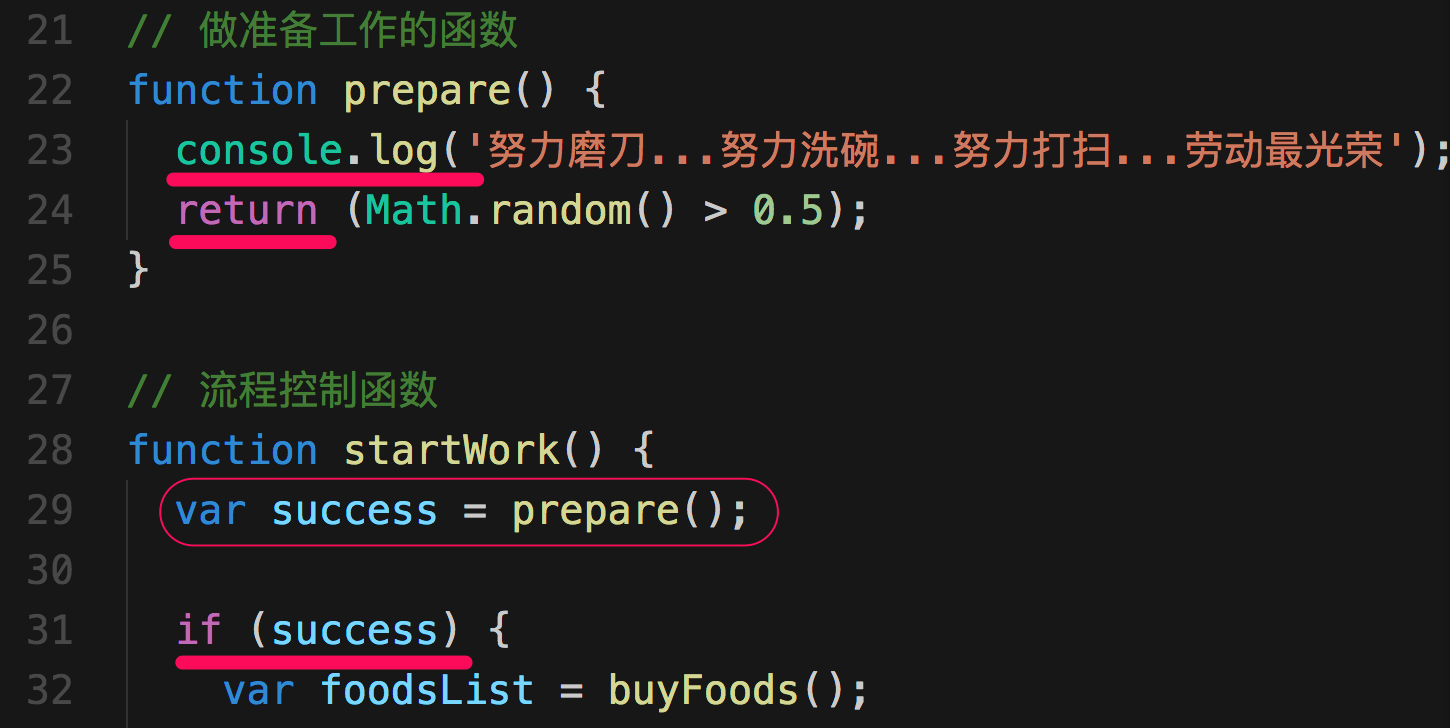 21 // 做准备工作的函数
22 function prepare() {
23 console.log('努力磨刀...努力洗碗...努力打扫...劳动最光荣');
24 return (Math.random() > 0.5);
25 }
26
27 // 流程控制函数
28 function startWork() {
29 var success = prepare();
30
31 if (success) {
32 var foodsList = buyFoods();